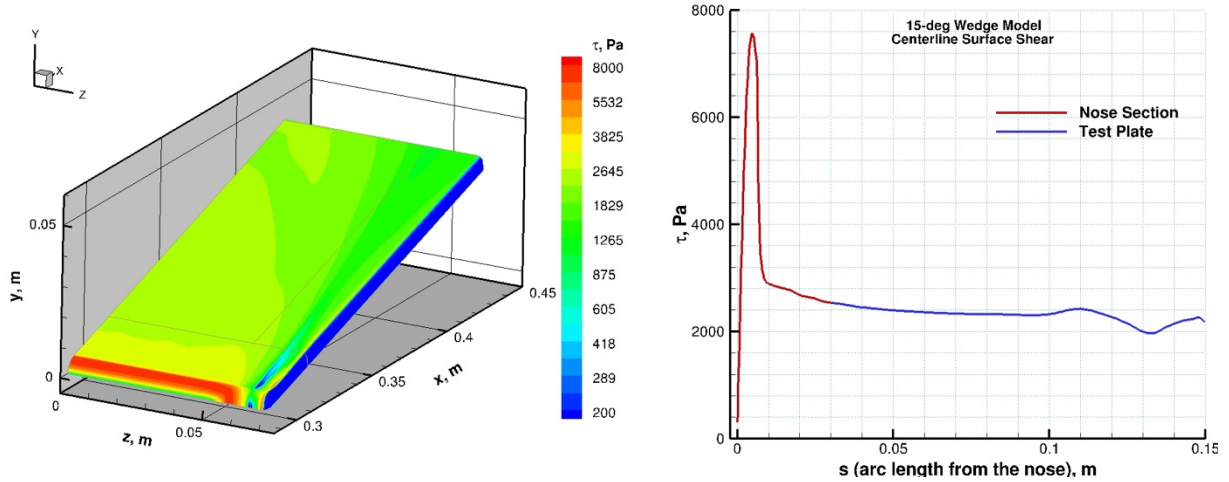 Y
X
Z
τ, Pa
8000
5532
3825
2645
1829
1265
875
605
418
289
200
y, m
0.05
0
0
z, m
0.05
0.3
0.35
0.4
0.45
x, m
15-deg Wedge Model
Centerline Surface Shear
Nose Section
Test Plate
τ, Pa
8000
6000
4000
2000
0
0
0.05
0.1
0.15
s (arc length from the nose), m